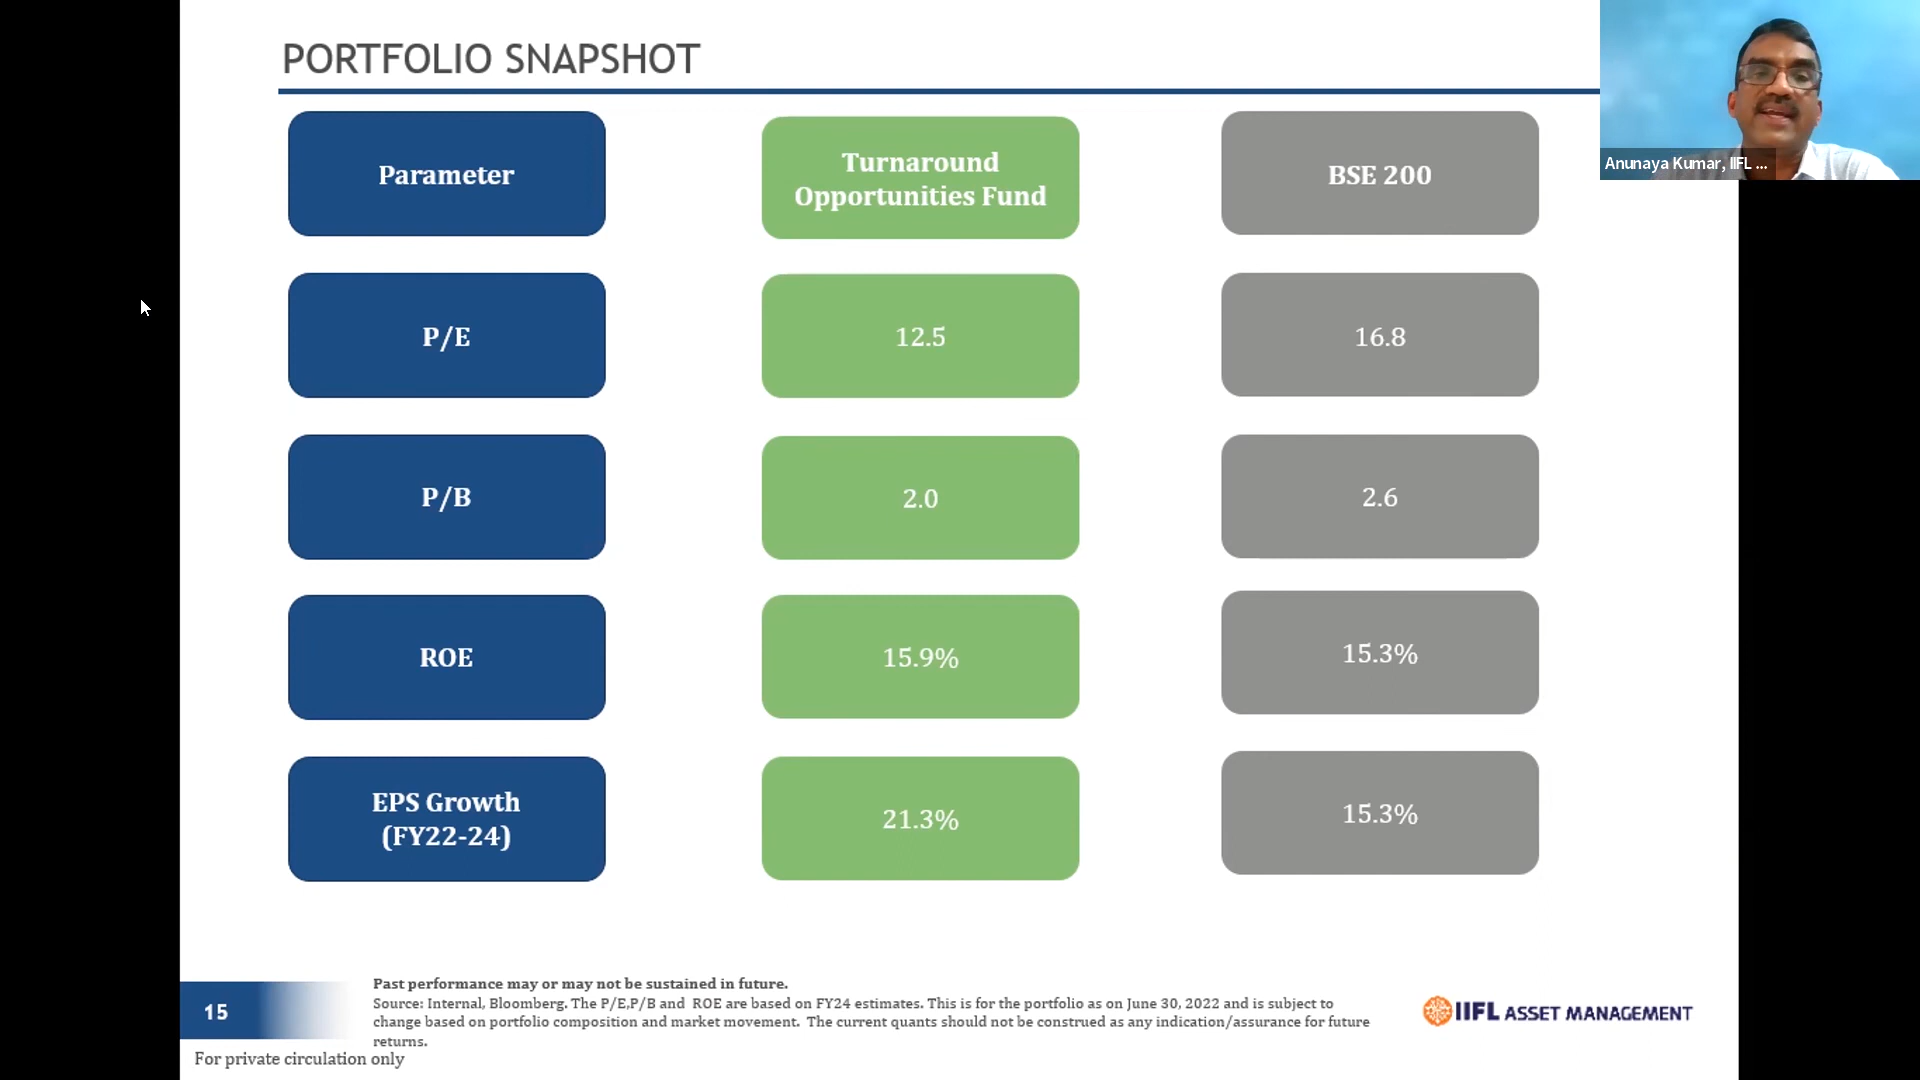 PORTFOLIO SNAPSHOT
Anunaya Kumar, IIFL ...
Parameter
Turnaround
Opportunities Fund
BSE 200
P/E
12.5
16.8
P/B
2.0
2.6
ROE
15.9%
15.3%
EPS Growth
(FY22-24)
21.3%
15.3%
Past performance may or may not be sustained in future.
Source: Internal, Bloomberg. The P/E,P/B and ROE are based on FY24 estimates. This is for the portfolio as on June 30, 2022 and is subject to
change based on portfolio composition and market movement. The current quants should not be construed as any indication/assurance for future
returns.
15
IIFL ASSET MANAGEMENT
For private circulation only